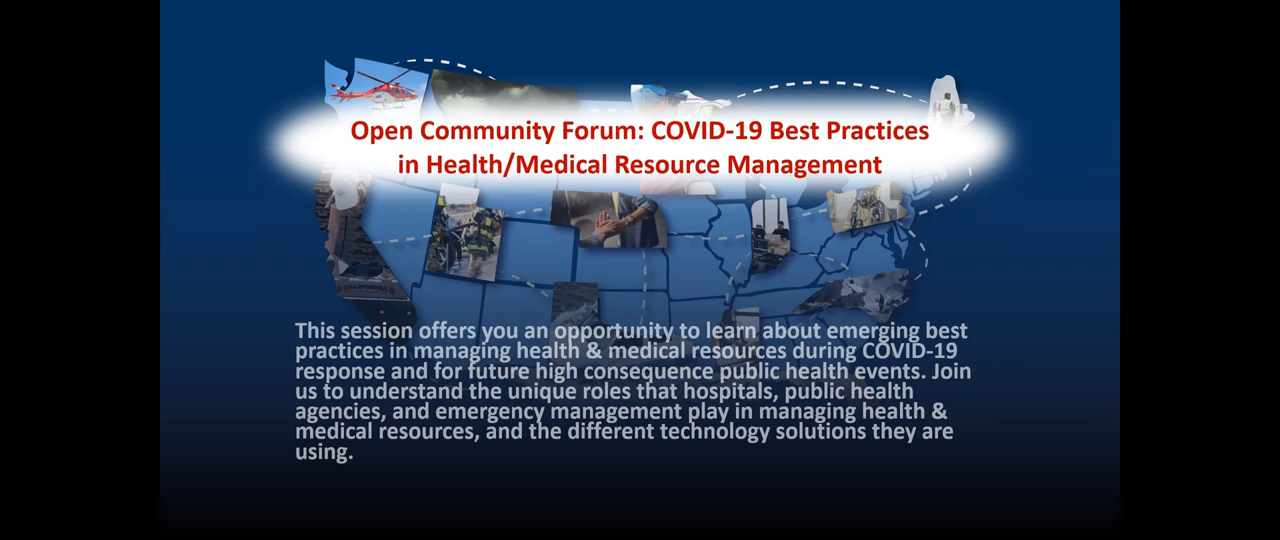 Open Community Forum: COVID-19 Best Practices
in Health/Medical Resource Management
CALIFORNIA
This session offers you an opportunity to learn about emerging best
practices in managing health & medical resources during COVID-19
response and for future high consequence public health events. Join
us to understand the unique roles that hospitals, public health
agencies, and emergency management play in managing health &
medical resources, and the different technology solutions they are
using.